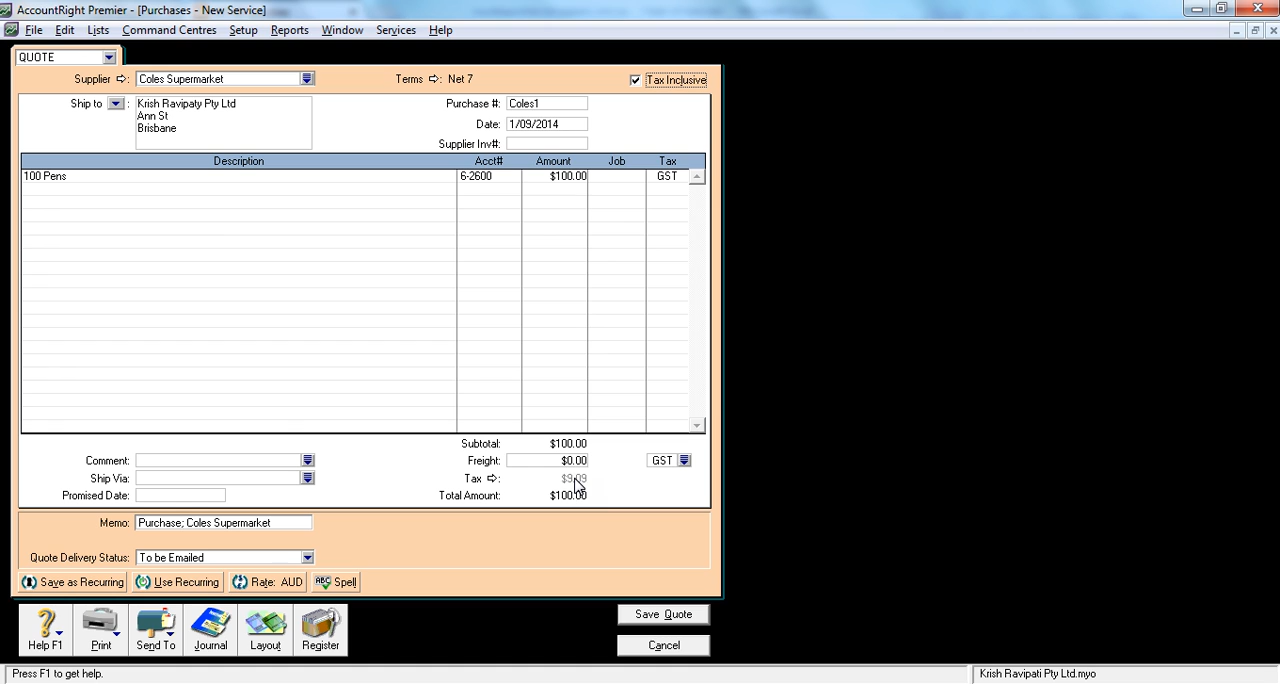 AccountRight Premier - [Purchases - New Service]
File Edit Lists Command Centres Setup Reports Window Services Help
QUOTE
Supplier : Coles Supermarket Terms : Net 7 Tax Inclusive
Ship to : Krish Ravipaty Pty Ltd Purchase #: Coles1
Ann St
Brisbane
Date: 1/09/2014
Supplier Inv#:
Description Acct# Amount Job Tax
100 Pens 6-2600 $100.00 GST
Subtotal: $100.00
Comment: Freight: $0.00 GST
Ship Via: Tax : $9.09
Promised Date: Total Amount: $100.00
Memo: Purchase; Coles Supermarket
Quote Delivery Status: To be Emailed
Save as Recurring Use Recurring Rate: AUD ABC Spell
Save Quote
Help F1 Print Send To Journal Layout Register Cancel
Press F1 to get help. Krish Ravipati Pty Ltd.myo